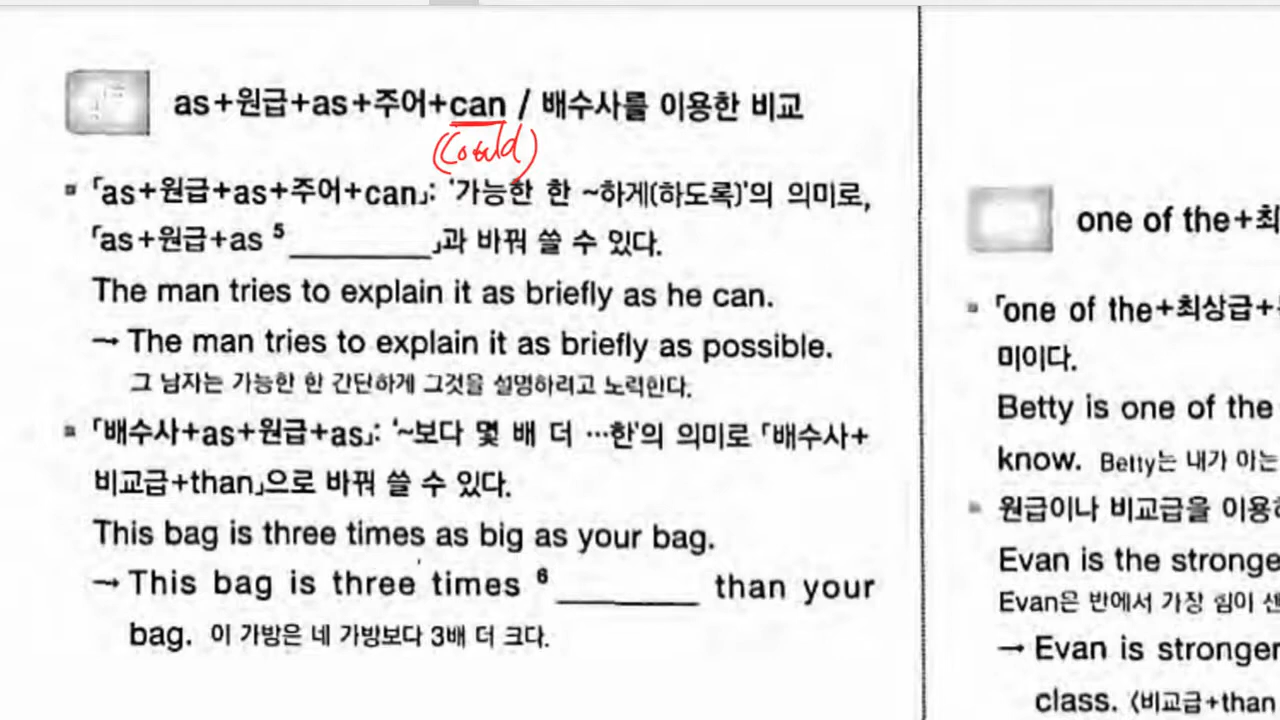 as+원급+as+주어+can / 배수사를 이용한 비교
(could)
「as+원급+as+주어+can」: '가능한 한 ~하게(하도록)'의 의미로,
「as+원급+as ⁵ ________」과 바꿔 쓸 수 있다.
The man tries to explain it as briefly as he can.
→ The man tries to explain it as briefly as possible.
그 남자는 가능한 한 간단하게 그것을 설명하려고 노력한다.
「배수사+as+원급+as」: '~보다 몇 배 더 …한'의 의미로 「배수사+
비교급+than」으로 바꿔 쓸 수 있다.
This bag is three times as big as your bag.
→ This bag is three times ⁶ ________ than your
bag. 이 가방은 네 가방보다 3배 더 크다.
one of the+최
「one of the+최상급+
미이다.
Betty is one of the
know. Betty는 내가 아는
원급이나 비교급을 이용하
Evan is the stronge
Evan은 반에서 가장 힘이 센
→ Evan is stronger
class. 〈비교급+than